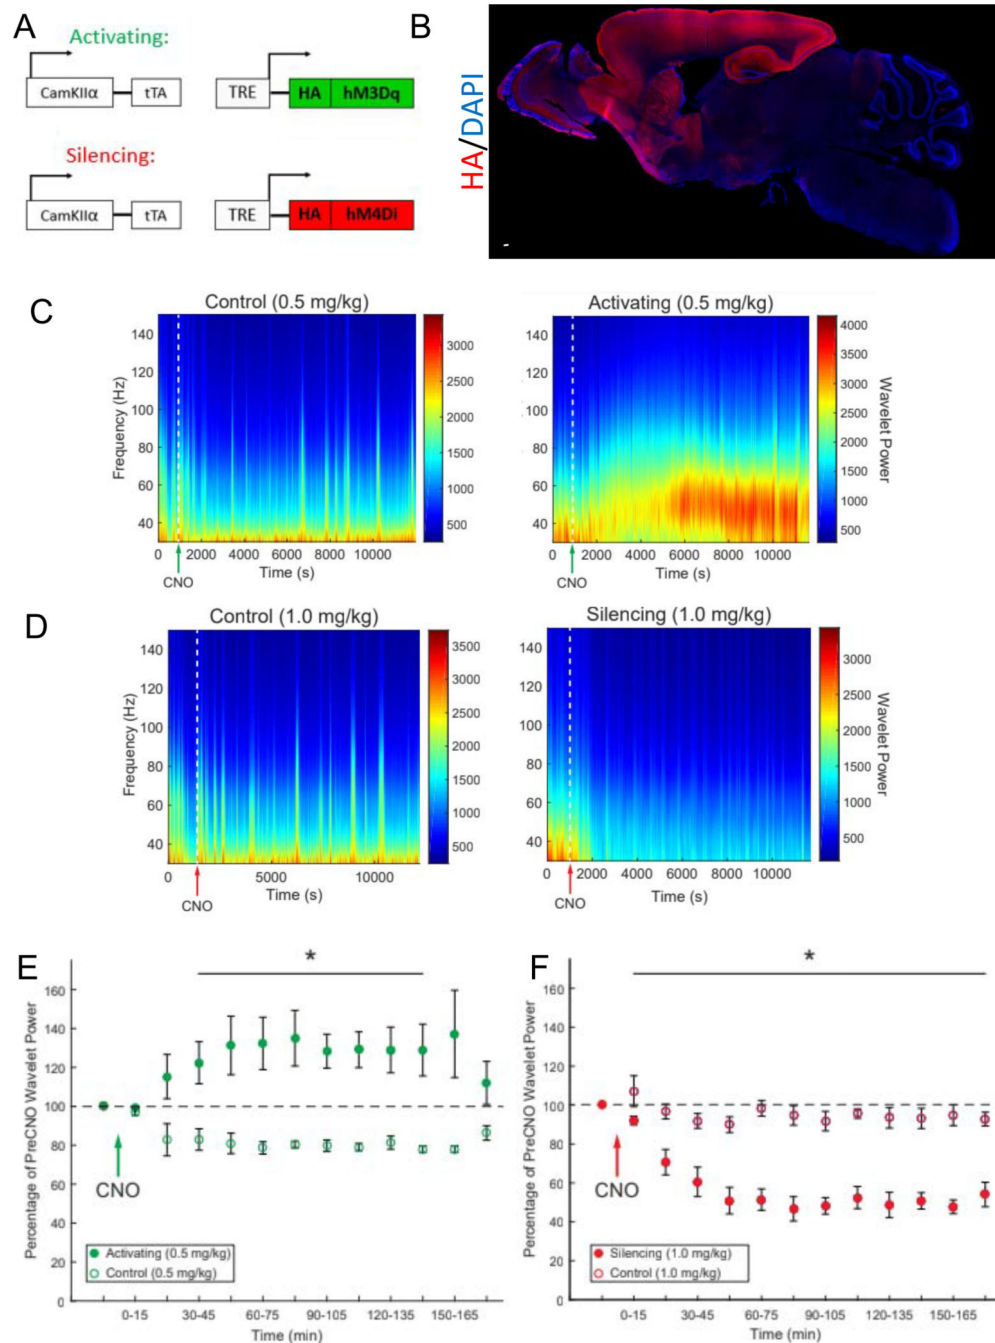 A
Activating:
CamKIIα
tTA
TRE
HA
hM3Dq
Silencing:
CamKIIα
tTA
TRE
HA
hM4Di
B
HA/DAPI
C
Control (0.5 mg/kg)
Frequency (Hz)
140
120
100
80
60
40
0 2000 4000 6000 8000 10000
Time (s)
CNO
3000
2500
2000
1500
1000
500
Activating (0.5 mg/kg)
140
120
100
80
60
40
0 2000 4000 6000 8000 10000
Time (s)
CNO
4000
3500
3000
2500
2000
1500
1000
500
Wavelet Power
D
Control (1.0 mg/kg)
Frequency (Hz)
140
120
100
80
60
40
0 5000 10000
Time (s)
CNO
3500
3000
2500
2000
1500
1000
500
Silencing (1.0 mg/kg)
140
120
100
80
60
40
0 2000 4000 6000 8000 10000
Time (s)
CNO
3000
2500
2000
1500
1000
500
Wavelet Power
E
*
Percentage of PreCNO Wavelet Power
160
140
120
100
80
60
40
20
0
CNO
Activating (0.5 mg/kg)
Control (0.5 mg/kg)
0-15 30-45 60-75 90-105 120-135 150-165
Time (min)
F
*
Percentage of PreCNO Wavelet Power
160
140
120
100
80
60
40
20
0
CNO
Silencing (1.0 mg/kg)
Control (1.0 mg/kg)
0-15 30-45 60-75 90-105 120-135 150-165
Time (min)